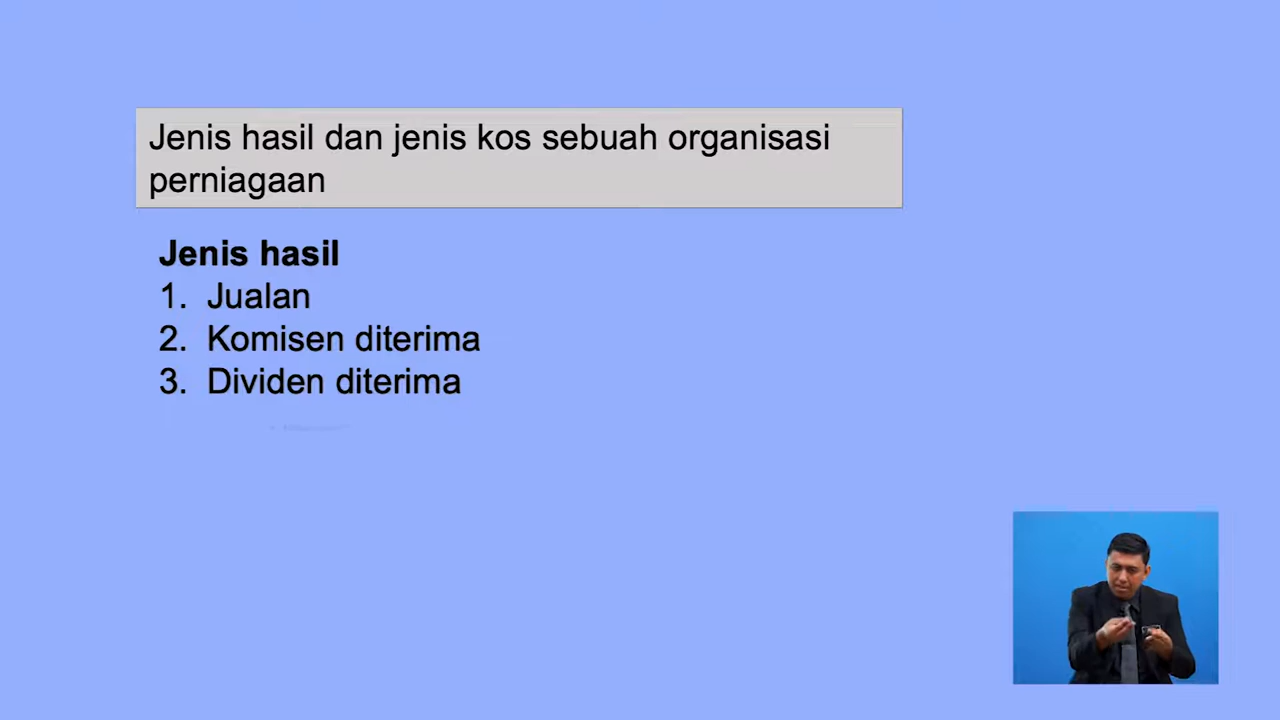 Jenis hasil dan jenis kos sebuah organisasi
perniagaan
Jenis hasil
1. Jualan
2. Komisen diterima
3. Dividen diterima